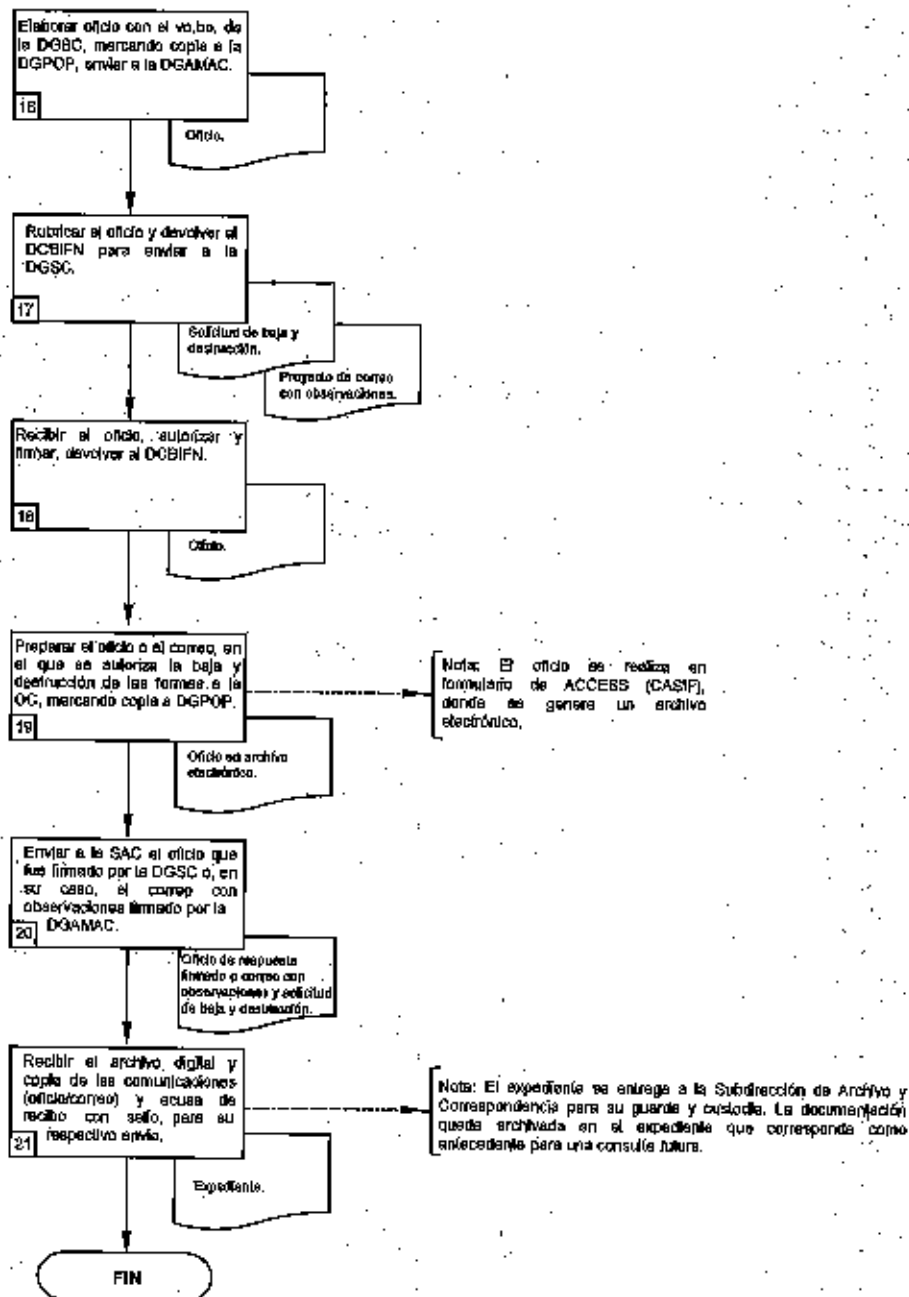 Elaborar oficio con el vo.bo. de
la DGSC, marcando copia a la
DGPOP, enviar a la DGAMAC.
16
Oficio.
Rubricar el oficio y devolver al
DCBIFN para enviar a la
DGSC.
17
Solicitud de baja y
destrucción.
Proyecto de correo
con observaciones.
Recibir el oficio, autorizar y
firmar, devolver al DCBIFN.
18
Oficio.
Preparar el oficio o el correo, en
el que se autoriza la baja y
destrucción de las formas a la
OC, marcando copia a DGPOP.
19
Nota: El oficio se realiza en
formulario de ACCESS (CASIF),
donde se genera un archivo
electrónico.
Oficio en archivo
electrónico.
Enviar a la SAC el oficio que
fue firmado por la DGSC o, en
su caso, el correo con
observaciones firmado por la
DGAMAC.
20
Oficio de respuesta
firmado o correo con
observaciones y solicitud
de baja y destrucción.
Recibir el archivo digital y
copia de las comunicaciones
(oficio/correo) y acuse de
recibo con sello, para su
respectivo envío.
21
Nota: El expediente se entrega a la Subdirección de Archivo y
Correspondencia para su guarda y custodia. La documentación
queda archivada en el expediente que corresponda como
antecedente para una consulta futura.
Expediente.
FIN